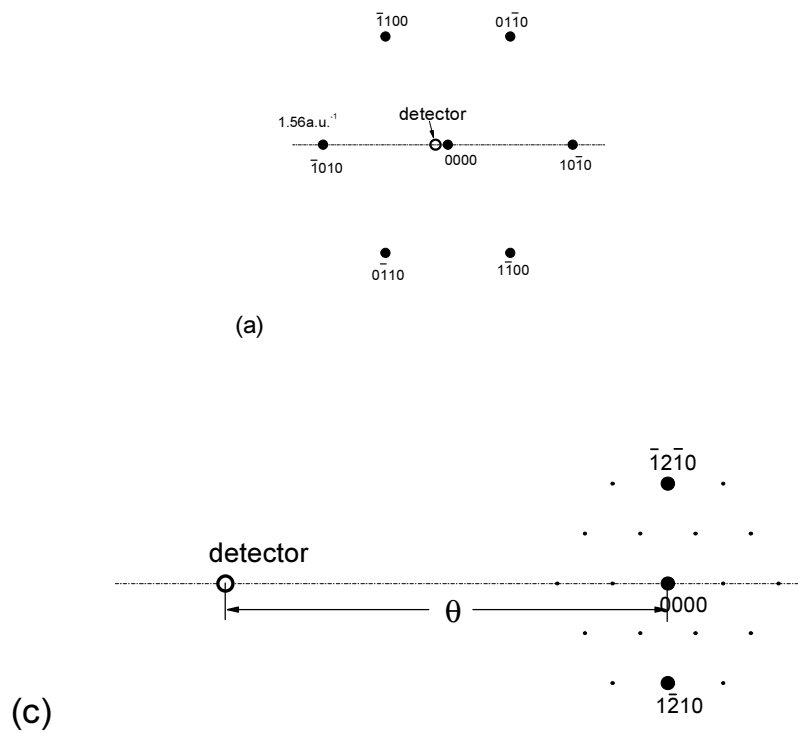 1̄100 011̄0
1.56a.u.⁻¹ detector
1̄010 0000 101̄0
01̄10 11̄00
(a)
1̄21̄0
detector
0000
θ
12̄10
(c)